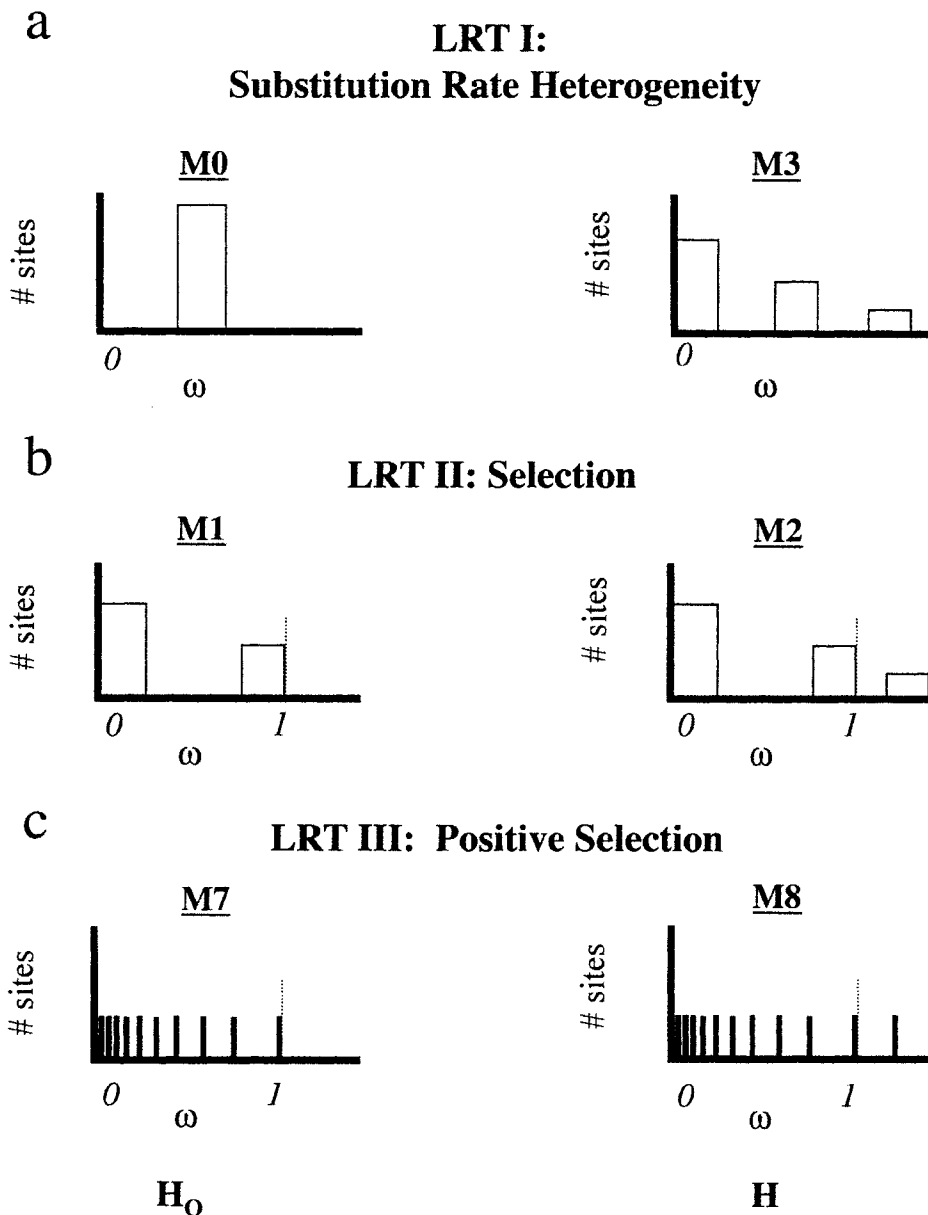 a
LRT I:
Substitution Rate Heterogeneity
M0
M3
# sites
# sites
0
0
ω
ω
b
LRT II: Selection
M1
M2
# sites
# sites
0 1
0 1
ω
ω
c
LRT III: Positive Selection
M7
M8
# sites
# sites
0 1
0 1
ω
ω
H₀
H